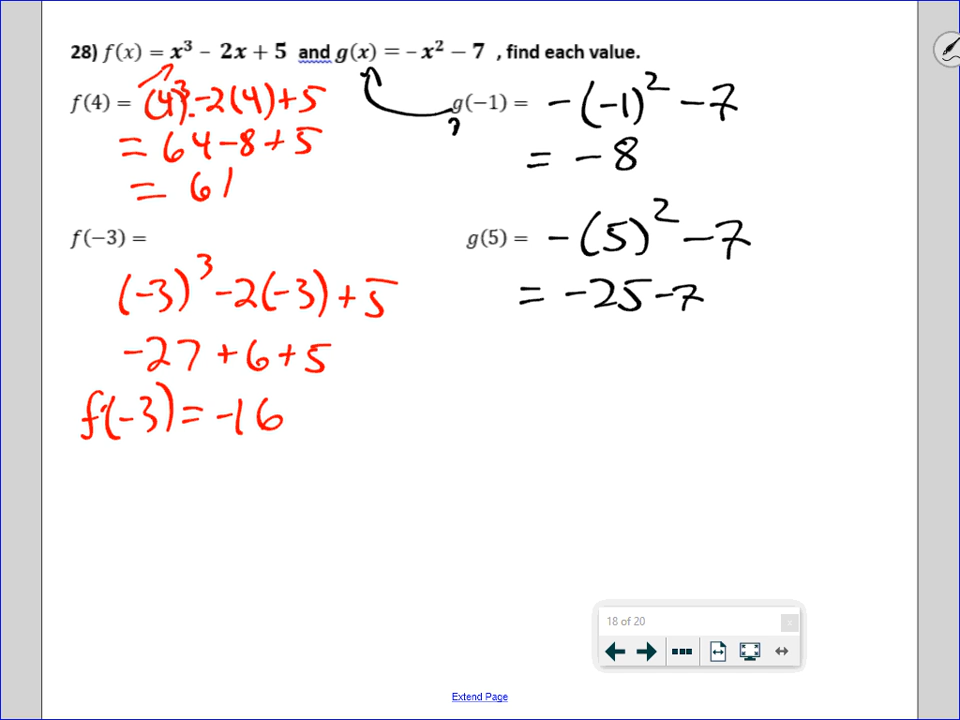 28) f(x) = x³ − 2x + 5 and g(x) = − x² − 7 , find each value.
f(4) = (4)³ -2(4)+5
= 64-8+5
= 61
g(−1) = -(-1)² -7
= -8
f(−3) =
(-3)³ -2(-3)+5
-27 +6+5
f(-3) = -16
g(5) = -(5)² -7
= -25-7
18 of 20
x
Extend Page